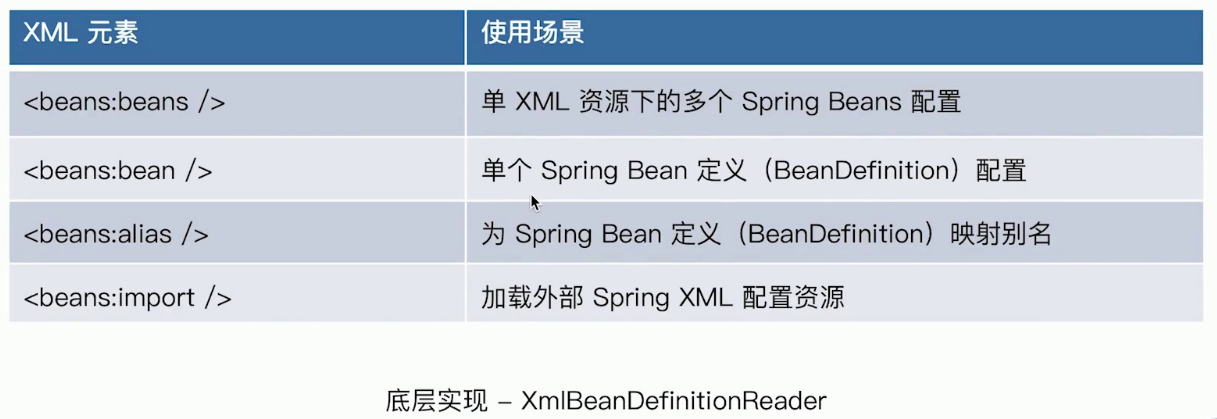 XML 元素 使用场景
<beans:beans /> 单 XML 资源下的多个 Spring Beans 配置
<beans:bean /> 单个 Spring Bean 定义（BeanDefinition）配置
<beans:alias /> 为 Spring Bean 定义（BeanDefinition）映射别名
<beans:import /> 加载外部 Spring XML 配置资源
底层实现 – XmlBeanDefinitionReader